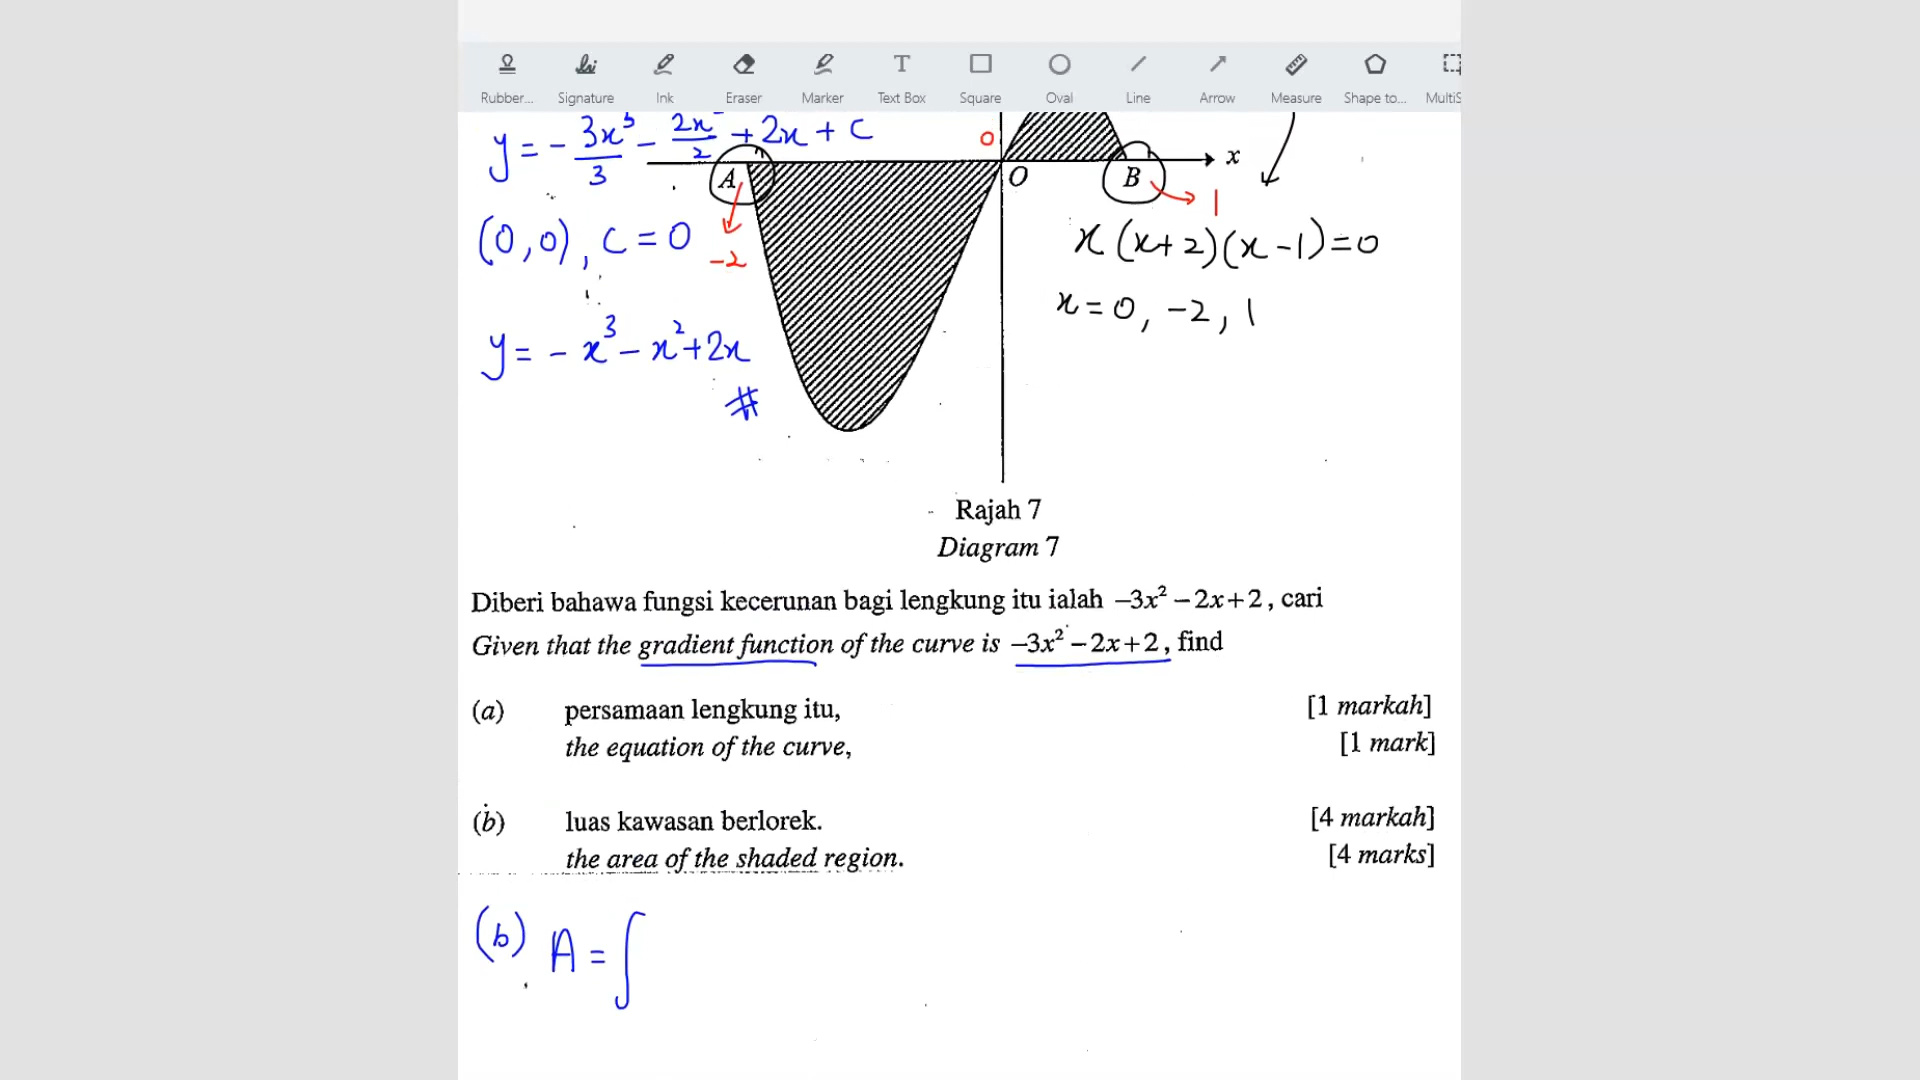 Rubber... Signature Ink Eraser Marker Text Box Square Oval Line Arrow Measure Shape to... MultiS
y = - 3x³/3 - 2x²/2 + 2x + C
0
A O B x
1
(0,0), C = 0
-2
x(x+2)(x-1)=0
x = 0, -2, 1
y = - x³ - x² + 2x
#
Rajah 7
Diagram 7
Diberi bahawa fungsi kecerunan bagi lengkung itu ialah –3x² – 2x + 2, cari
Given that the gradient function of the curve is –3x² – 2x + 2, find
(a) persamaan lengkung itu, [1 markah]
the equation of the curve, [1 mark]
(b) luas kawasan berlorek. [4 markah]
the area of the shaded region. [4 marks]
(b) A = ∫